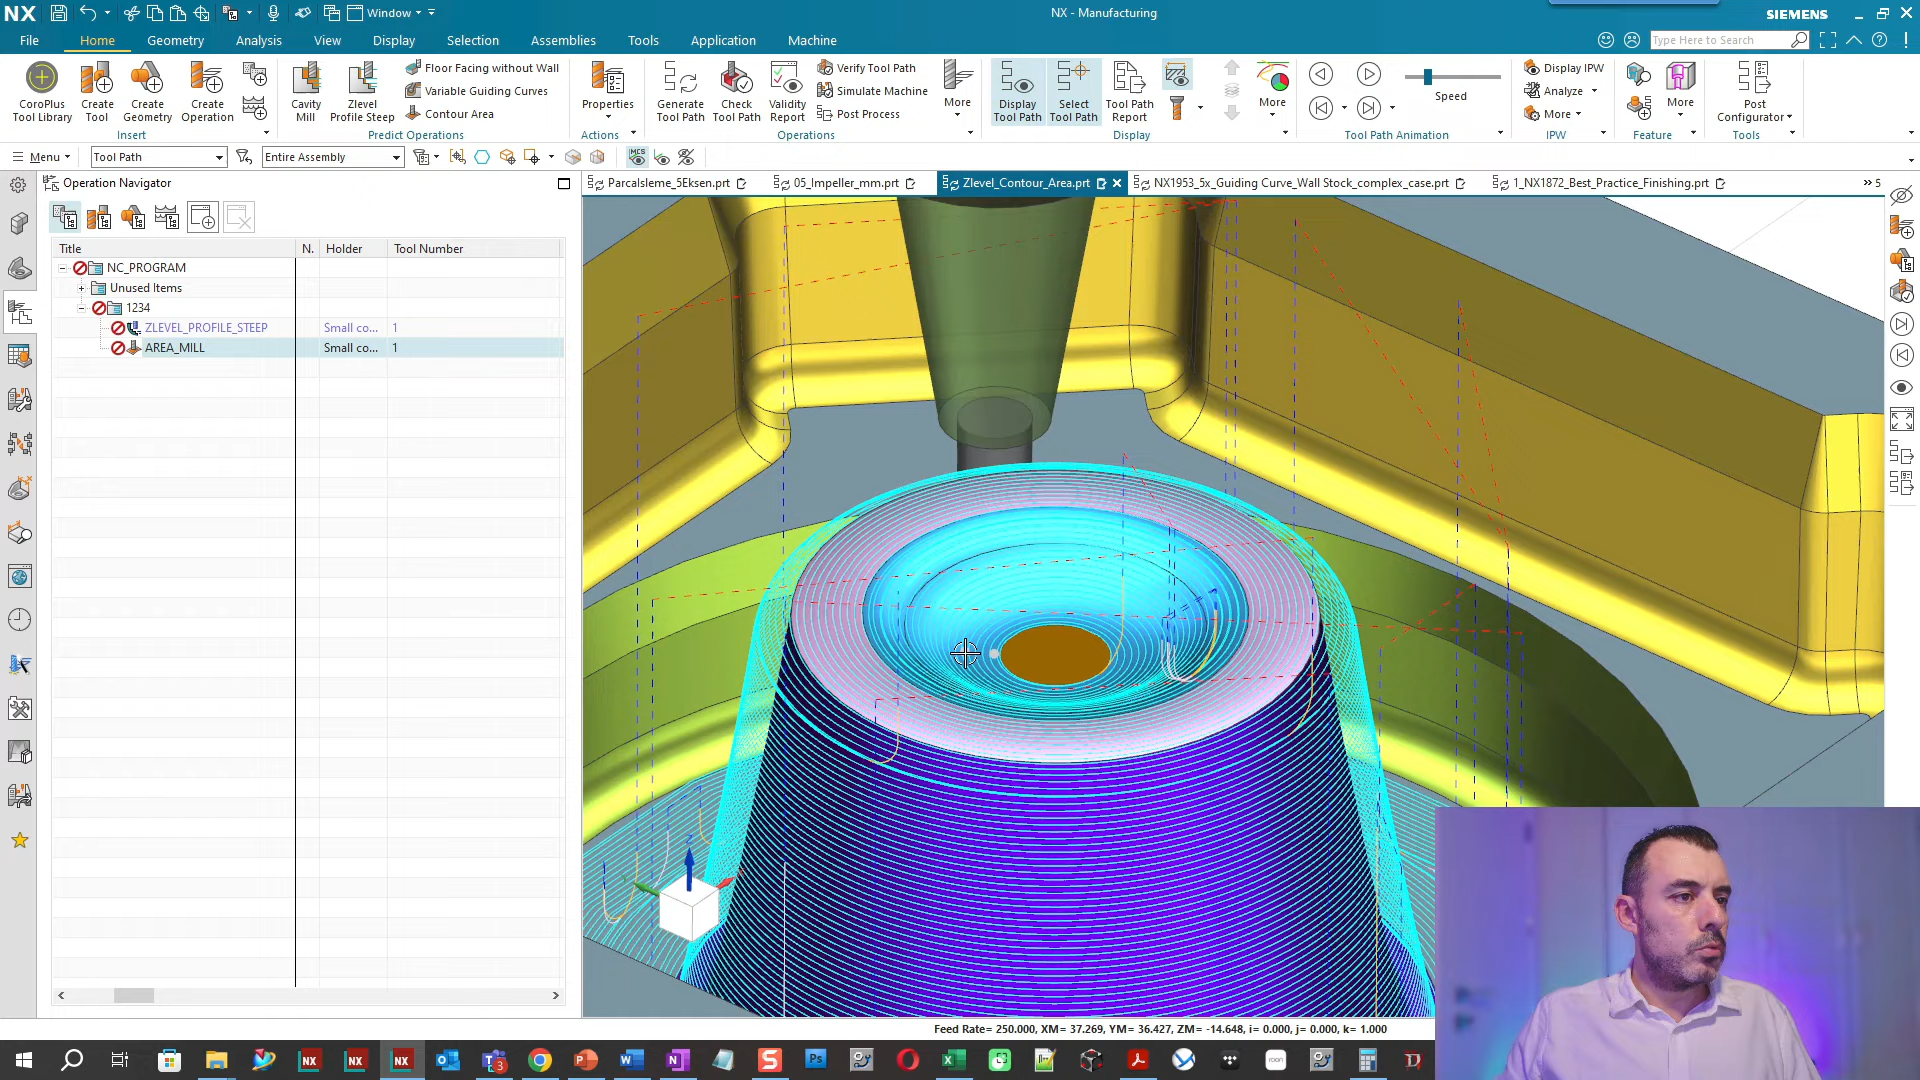 NX
Window
NX - Manufacturing
SIEMENS
File
Home
Geometry
Analysis
View
Display
Selection
Assemblies
Tools
Application
Machine
Type Here to Search
CoroPlus
Tool Library
Create
Tool
Create
Geometry
Create
Operation
Insert
Cavity
Mill
Zlevel
Profile Steep
Floor Facing without Wall
Variable Guiding Curves
Contour Area
Predict Operations
Properties
Actions
Generate
Tool Path
Check
Tool Path
Validity
Report
Verify Tool Path
Simulate Machine
Post Process
More
Operations
Display
Tool Path
Select
Tool Path
Tool Path
Report
More
Display
Speed
Tool Path Animation
Display IPW
Analyze
More
IPW
More
Feature
Post
Configurator
Tools
Menu
Tool Path
Entire Assembly
Operation Navigator
Parcalsleme_5Eksen.prt
05_Impeller_mm.prt
Zlevel_Contour_Area.prt
NX1953_5x_Guiding Curve_Wall Stock_complex_case.prt
1_NX1872_Best_Practice_Finishing.prt
5
Title N. Holder Tool Number
NC_PROGRAM
Unused Items
1234
ZLEVEL_PROFILE_STEEP Small co... 1
AREA_MILL Small co... 1
Feed Rate= 250.000, XM= 37.269, YM= 36.427, ZM= -14.648, i= 0.000, j= 0.000, k= 1.000